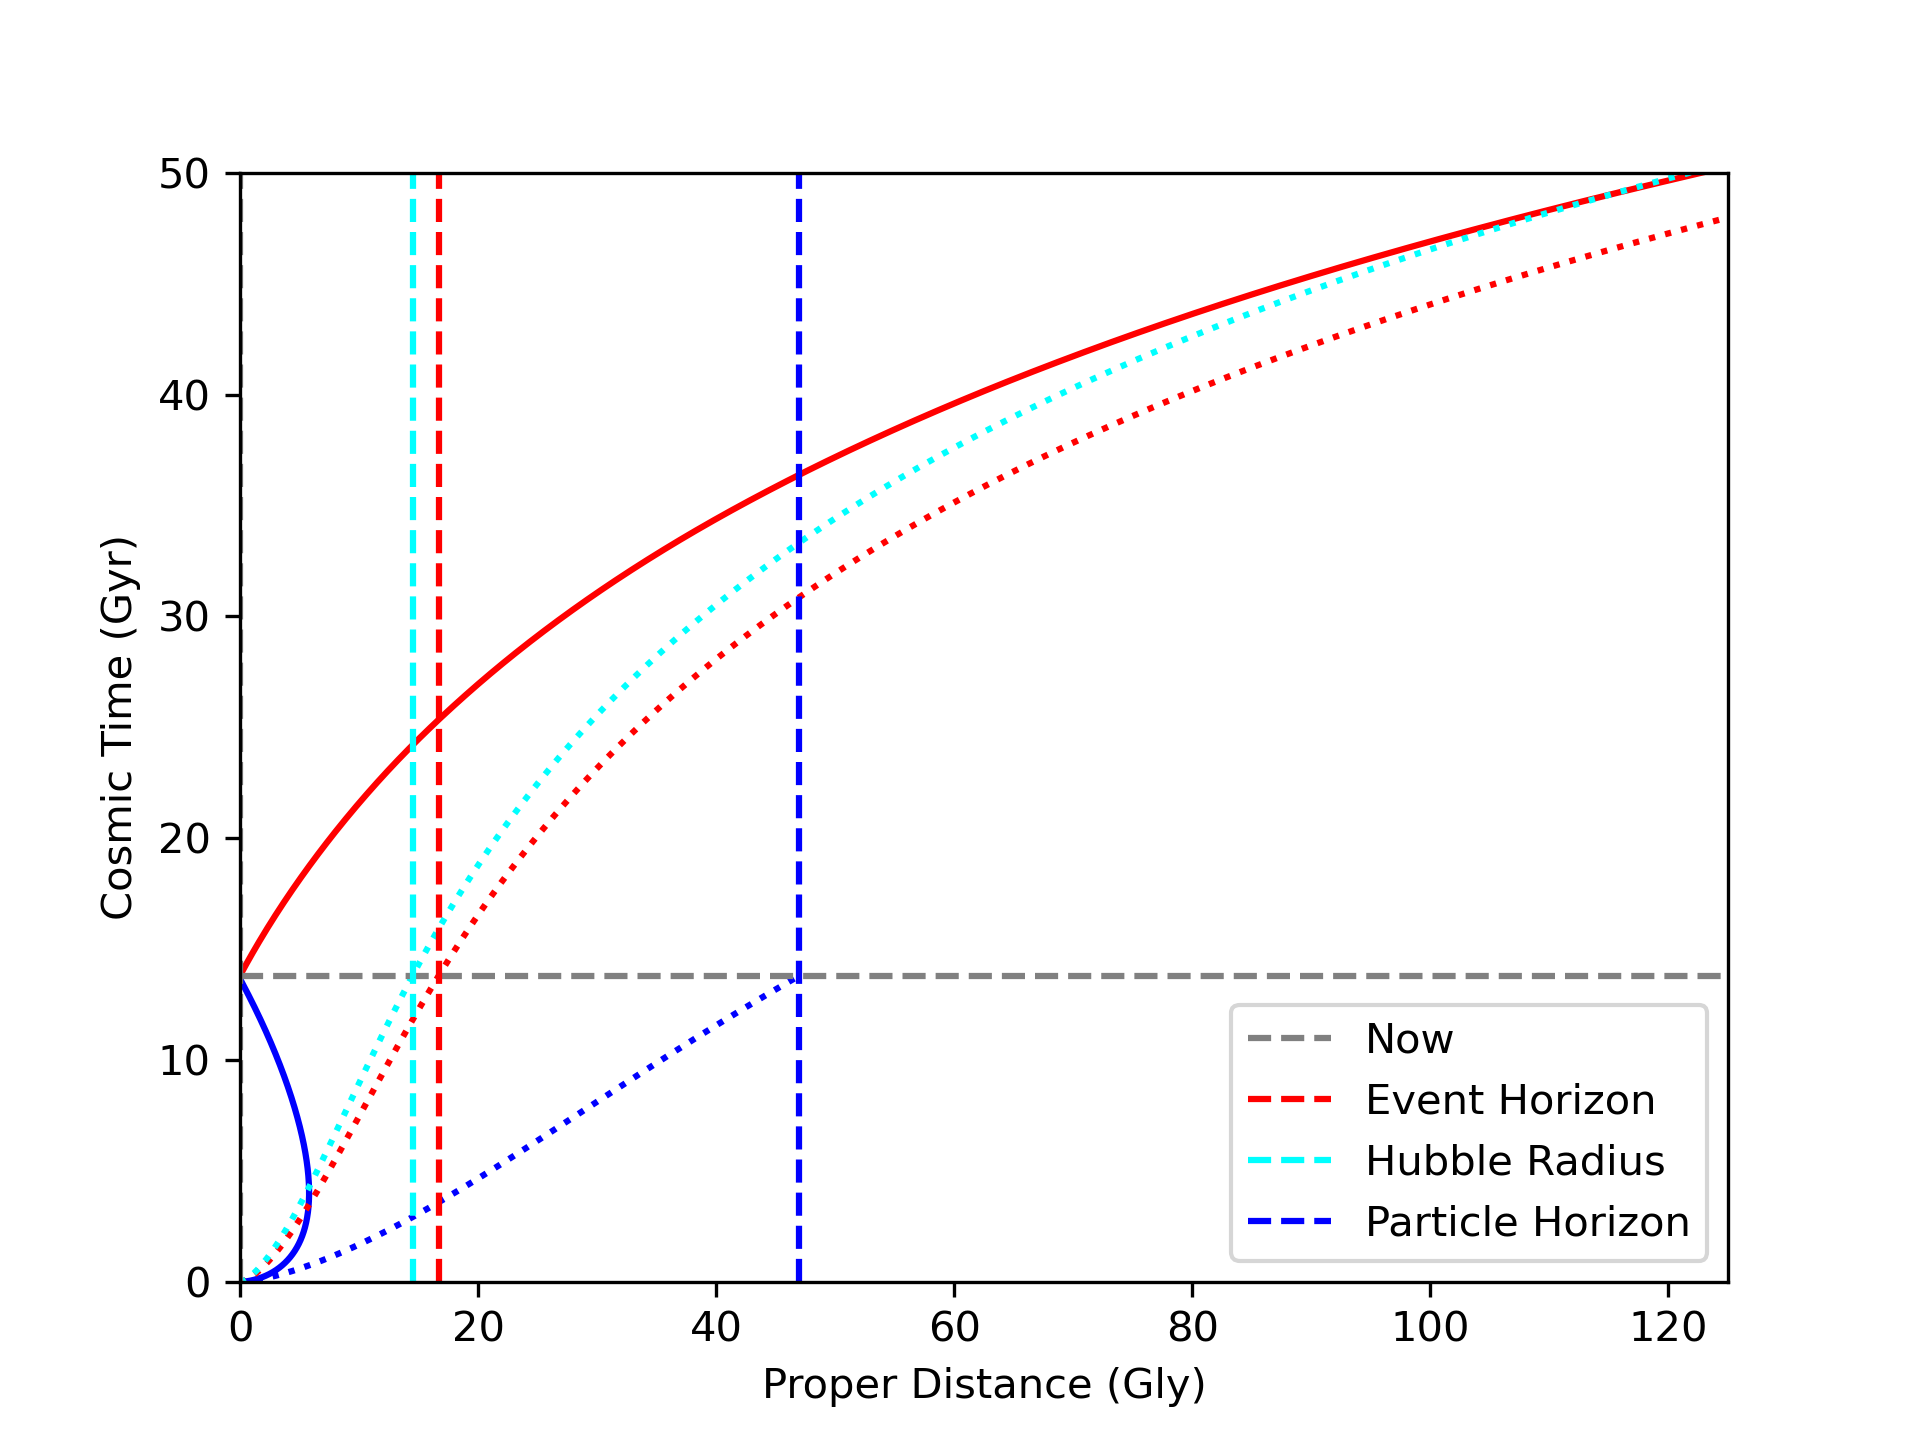 50
40
30
20
10
0
Cosmic Time (Gyr)
0 20 40 60 80 100 120
Proper Distance (Gly)
Now
Event Horizon
Hubble Radius
Particle Horizon